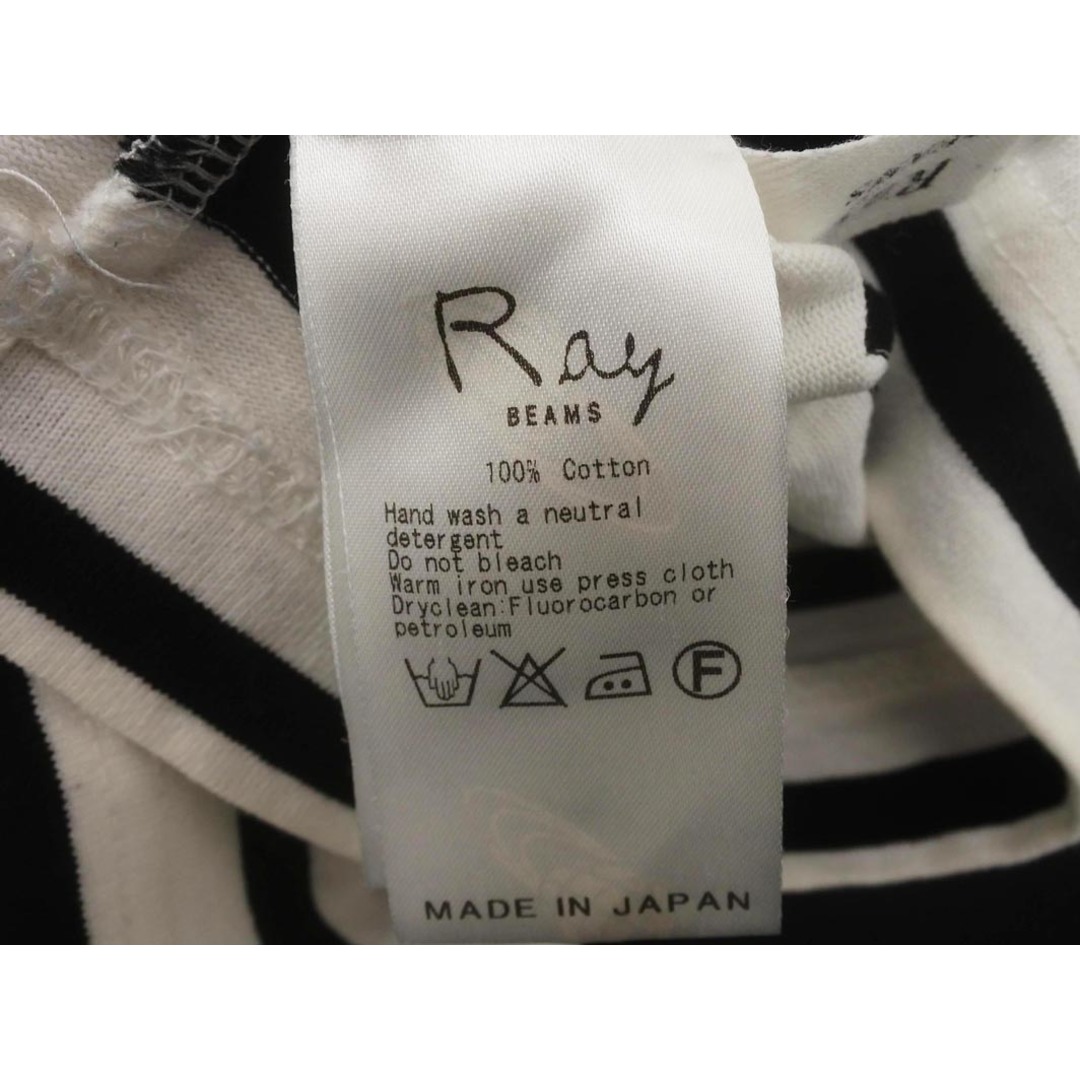 Ray
BEAMS
100% Cotton
Hand wash a neutral
detergent
Do not bleach
Warm iron use press cloth
Dryclean:Fluorocarbon or
petroleum
F
MADE IN JAPAN